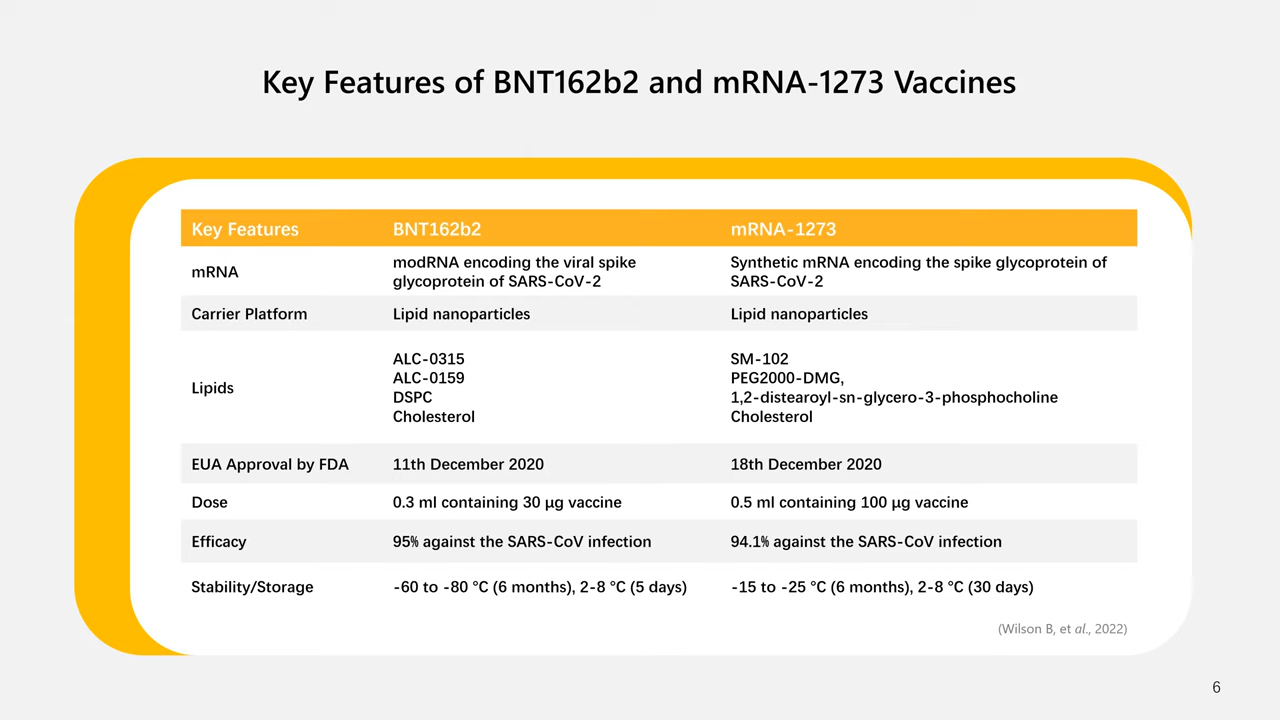 Key Features of BNT162b2 and mRNA-1273 Vaccines
Key Features BNT162b2 mRNA-1273
mRNA
modRNA encoding the viral spike
glycoprotein of SARS-CoV-2
Synthetic mRNA encoding the spike glycoprotein of
SARS-CoV-2
Carrier Platform Lipid nanoparticles Lipid nanoparticles
Lipids
ALC-0315
ALC-0159
DSPC
Cholesterol
SM-102
PEG2000-DMG,
1,2-distearoyl-sn-glycero-3-phosphocholine
Cholesterol
EUA Approval by FDA 11th December 2020 18th December 2020
Dose 0.3 ml containing 30 μg vaccine 0.5 ml containing 100 μg vaccine
Efficacy 95% against the SARS-CoV infection 94.1% against the SARS-CoV infection
Stability/Storage -60 to -80 °C (6 months), 2-8 °C (5 days) -15 to -25 °C (6 months), 2-8 °C (30 days)
(Wilson B, et al., 2022)
6